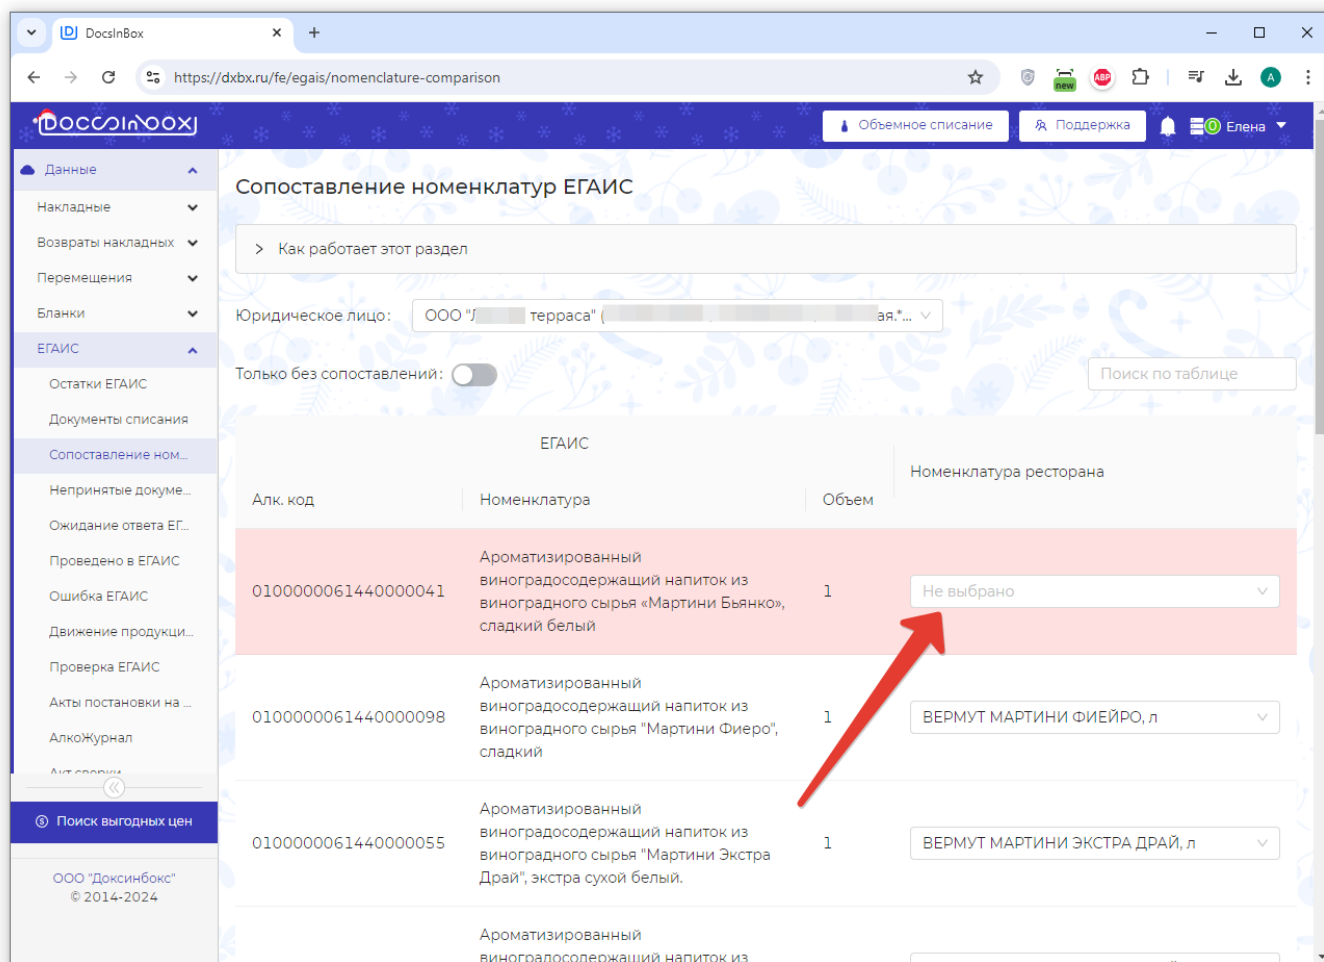 DocsInBox
https://dxbx.ru/fe/egais/nomenclature-comparison
new
ABP
A
DOCSINBOX
Объемное списание
Поддержка
0
Елена
Данные
Накладные
Возвраты накладных
Перемещения
Бланки
ЕГАИС
Остатки ЕГАИС
Документы списания
Сопоставление ном...
Непринятые докуме...
Ожидание ответа ЕГ...
Проведено в ЕГАИС
Ошибка ЕГАИС
Движение продукци...
Проверка ЕГАИС
Акты постановки на ...
АлкоЖурнал
Акт сверки
Поиск выгодных цен
ООО "Доксинбокс"
© 2014-2024
Сопоставление номенклатур ЕГАИС
Как работает этот раздел
Юридическое лицо:
ООО "Л терраса" ( ая.*...
Только без сопоставлений:
Поиск по таблице
ЕГАИС
Номенклатура ресторана
Алк. код
Номенклатура
Объем
0100000061440000041
Ароматизированный
виноградосодержащий напиток из
виноградного сырья «Мартини Бьянко»,
сладкий белый
1
Не выбрано
0100000061440000098
Ароматизированный
виноградосодержащий напиток из
виноградного сырья "Мартини Фиеро",
сладкий
1
ВЕРМУТ МАРТИНИ ФИЕЙРО, л
0100000061440000055
Ароматизированный
виноградосодержащий напиток из
виноградного сырья "Мартини Экстра
Драй", экстра сухой белый.
1
ВЕРМУТ МАРТИНИ ЭКСТРА ДРАЙ, л
Ароматизированный
виноградосодержащий напиток из